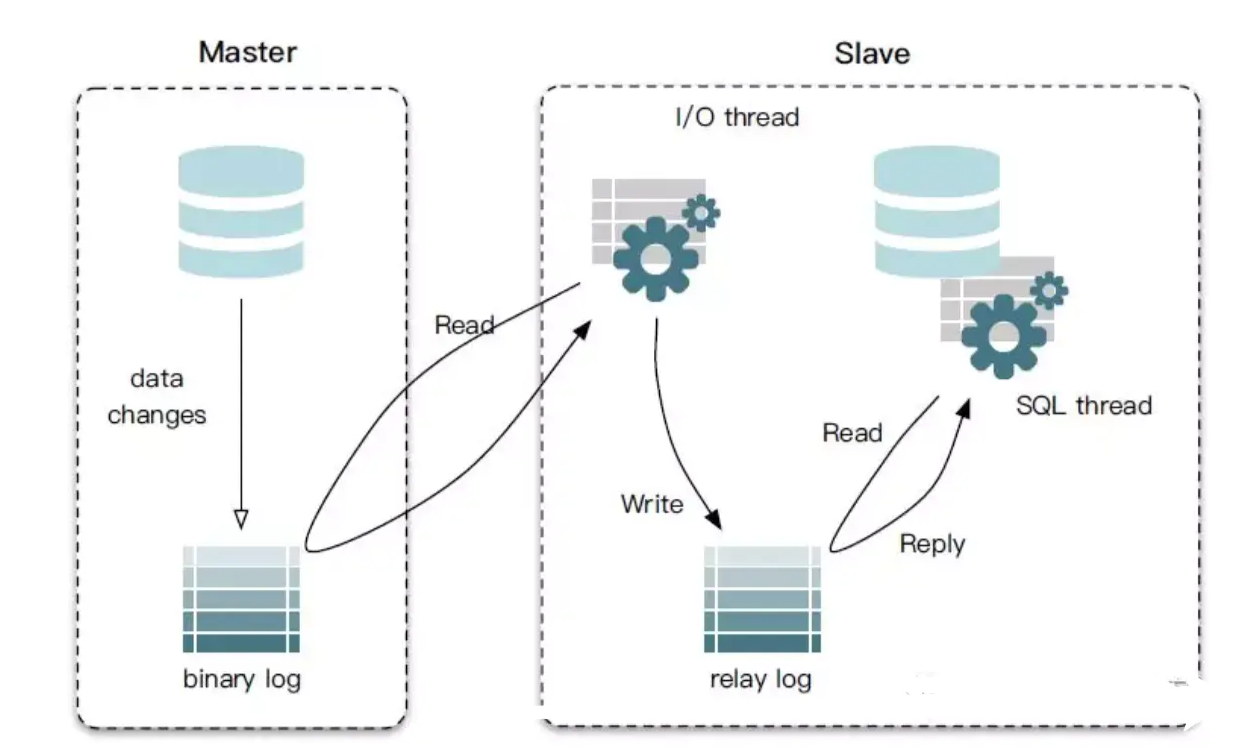 Master
Slave
I/O thread
Read
data
changes
SQL thread
Read
Write
Reply
binary log
relay log